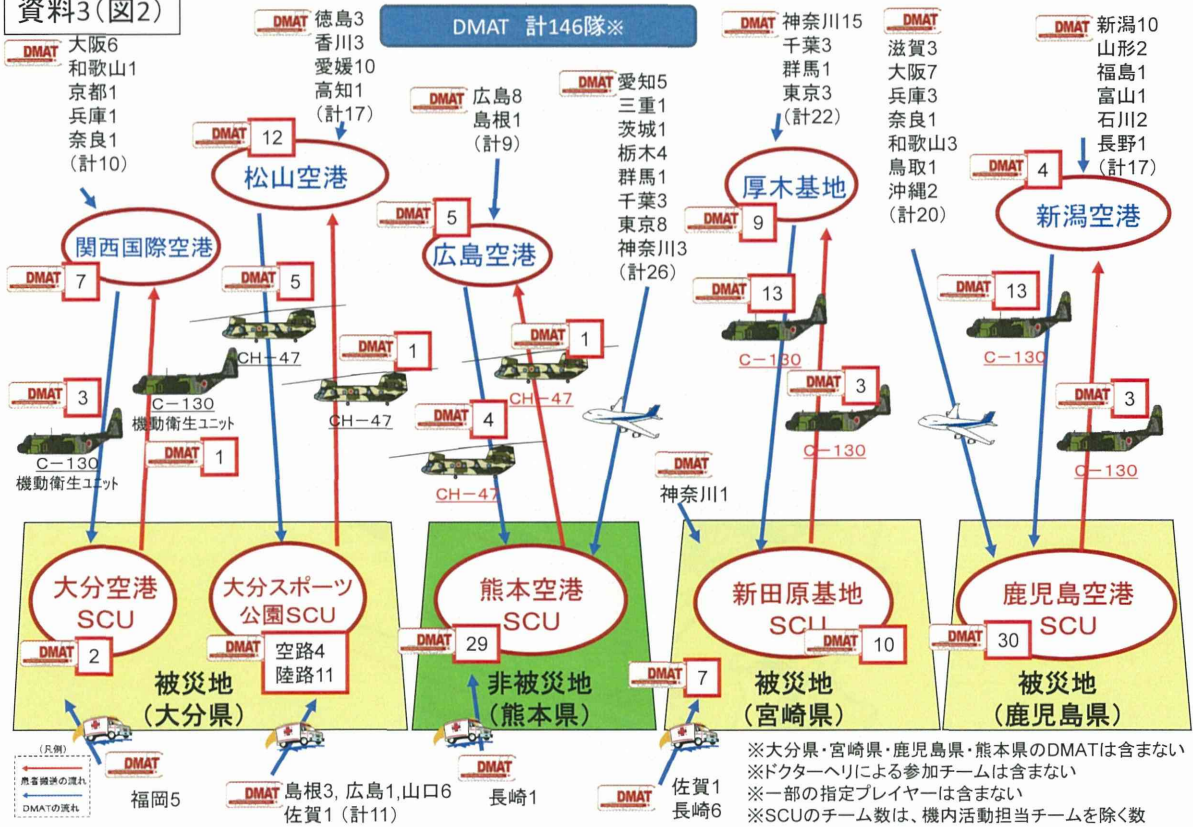 資料3(図2)
DMAT 計146隊※
DMAT
大阪6
和歌山1
京都1
兵庫1
奈良1
(計10)
DMAT
徳島3
香川3
愛媛10
高知1
(計17)
DMAT
広島8
島根1
(計9)
DMAT
愛知5
三重1
茨城1
栃木4
群馬1
千葉3
東京8
神奈川3
(計26)
DMAT
神奈川15
千葉3
群馬1
東京3
(計22)
DMAT
滋賀3
大阪7
兵庫3
奈良1
和歌山3
鳥取1
沖縄2
(計20)
DMAT
新潟10
山形2
福島1
富山1
石川2
長野1
(計17)
関西国際空港
DMAT 7
DMAT 12
松山空港
DMAT 5
広島空港
厚木基地
DMAT 9
DMAT 4
新潟空港
DMAT 3
C-130
機動衛生ユニット
C-130
機動衛生ユニット
DMAT 1
DMAT 5
CH-47
DMAT 1
CH-47
DMAT 4
CH-47
DMAT 1
CH-47
DMAT 13
C-130
DMAT 3
C-130
DMAT 13
C-130
DMAT 3
C-130
DMAT
神奈川1
大分空港
SCU
DMAT 2
大分スポーツ
公園SCU
DMAT
空路4
陸路11
被災地
(大分県)
熊本空港
SCU
DMAT 29
非被災地
(熊本県)
新田原基地
SCU
DMAT 10
DMAT 7
被災地
(宮崎県)
鹿児島空港
SCU
DMAT 30
被災地
(鹿児島県)
(凡例)
患者搬送の流れ
DMATの流れ
DMAT
福岡5
DMAT
島根3, 広島1,山口6
佐賀1 (計11)
DMAT
長崎1
DMAT
佐賀1
長崎6
※大分県・宮崎県・鹿児島県・熊本県のDMATは含まない
※ドクターヘリによる参加チームは含まない
※一部の指定プレイヤーは含まない
※SCUのチーム数は、機内活動担当チームを除く数